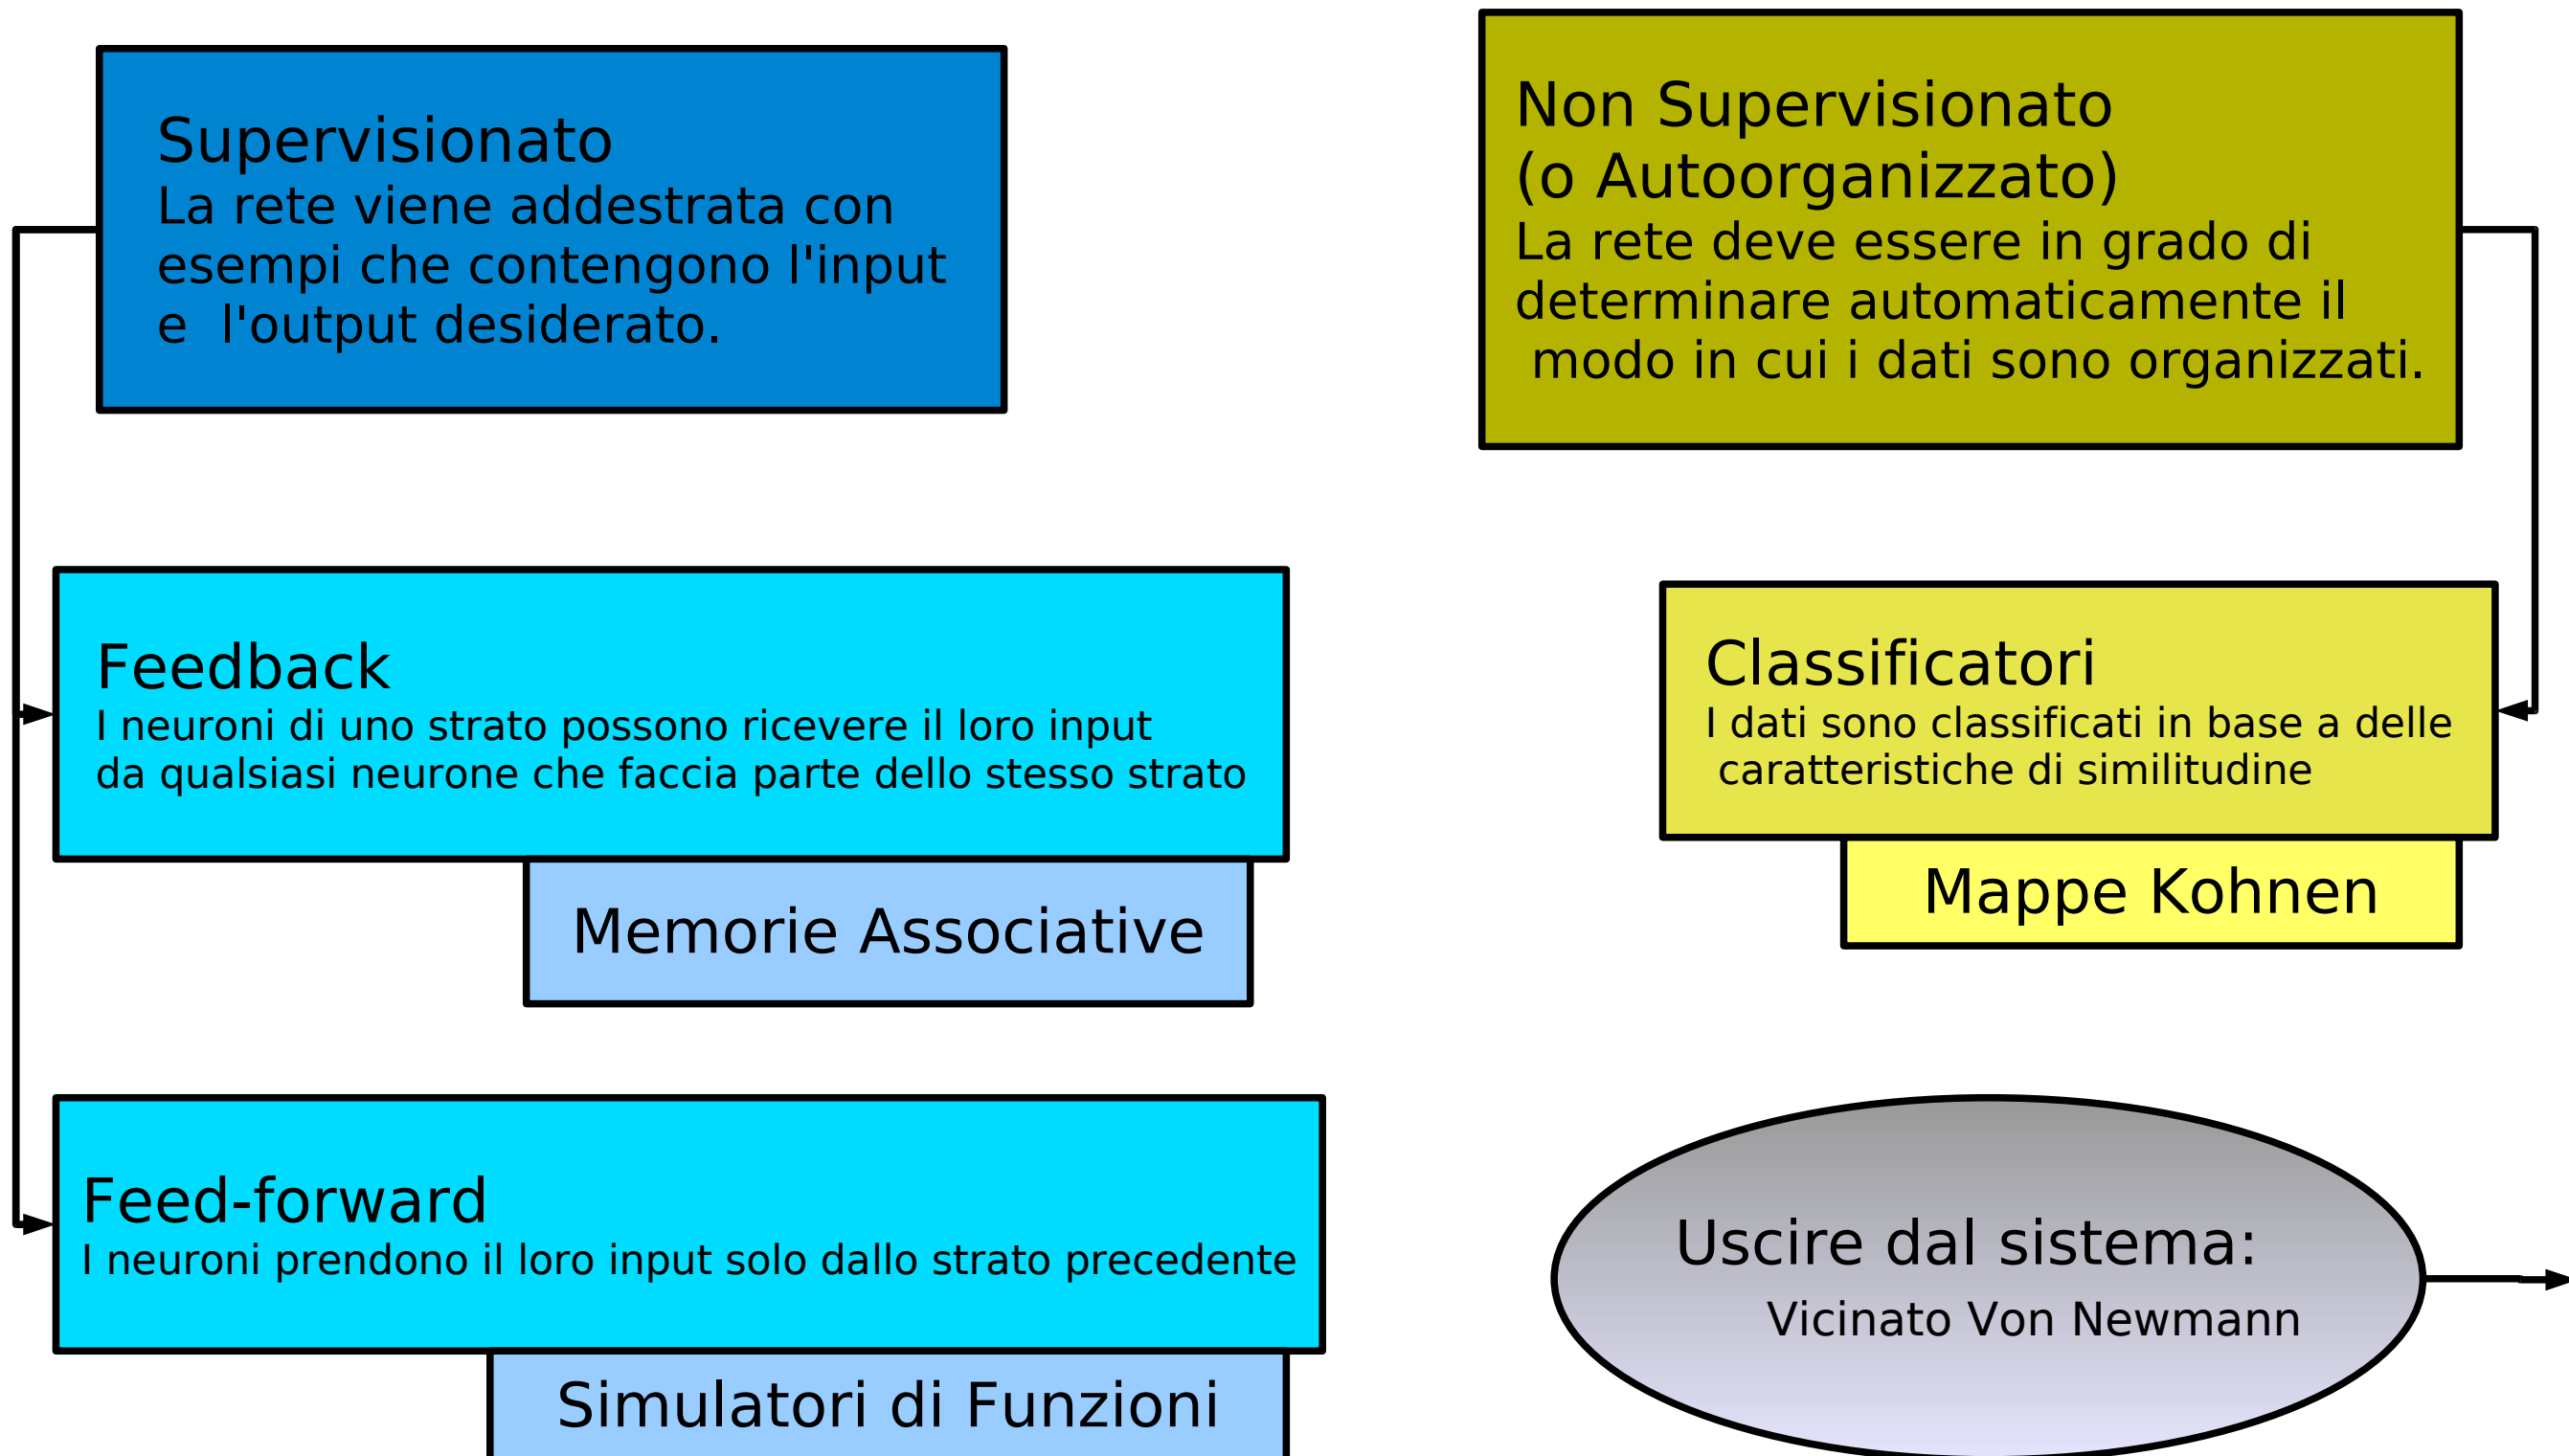 Supervisionato
La rete viene addestrata con
esempi che contengono l'input
e  l'output desiderato.
Non Supervisionato
(o Autoorganizzato)
La rete deve essere in grado di
determinare automaticamente il
modo in cui i dati sono organizzati.
Feedback
I neuroni di uno strato possono ricevere il loro input
da qualsiasi neurone che faccia parte dello stesso strato
Memorie Associative
Classificatori
I dati sono classificati in base a delle
caratteristiche di similitudine
Mappe Kohnen
Feed-forward
I neuroni prendono il loro input solo dallo strato precedente
Simulatori di Funzioni
Uscire dal sistema:
Vicinato Von Newmann